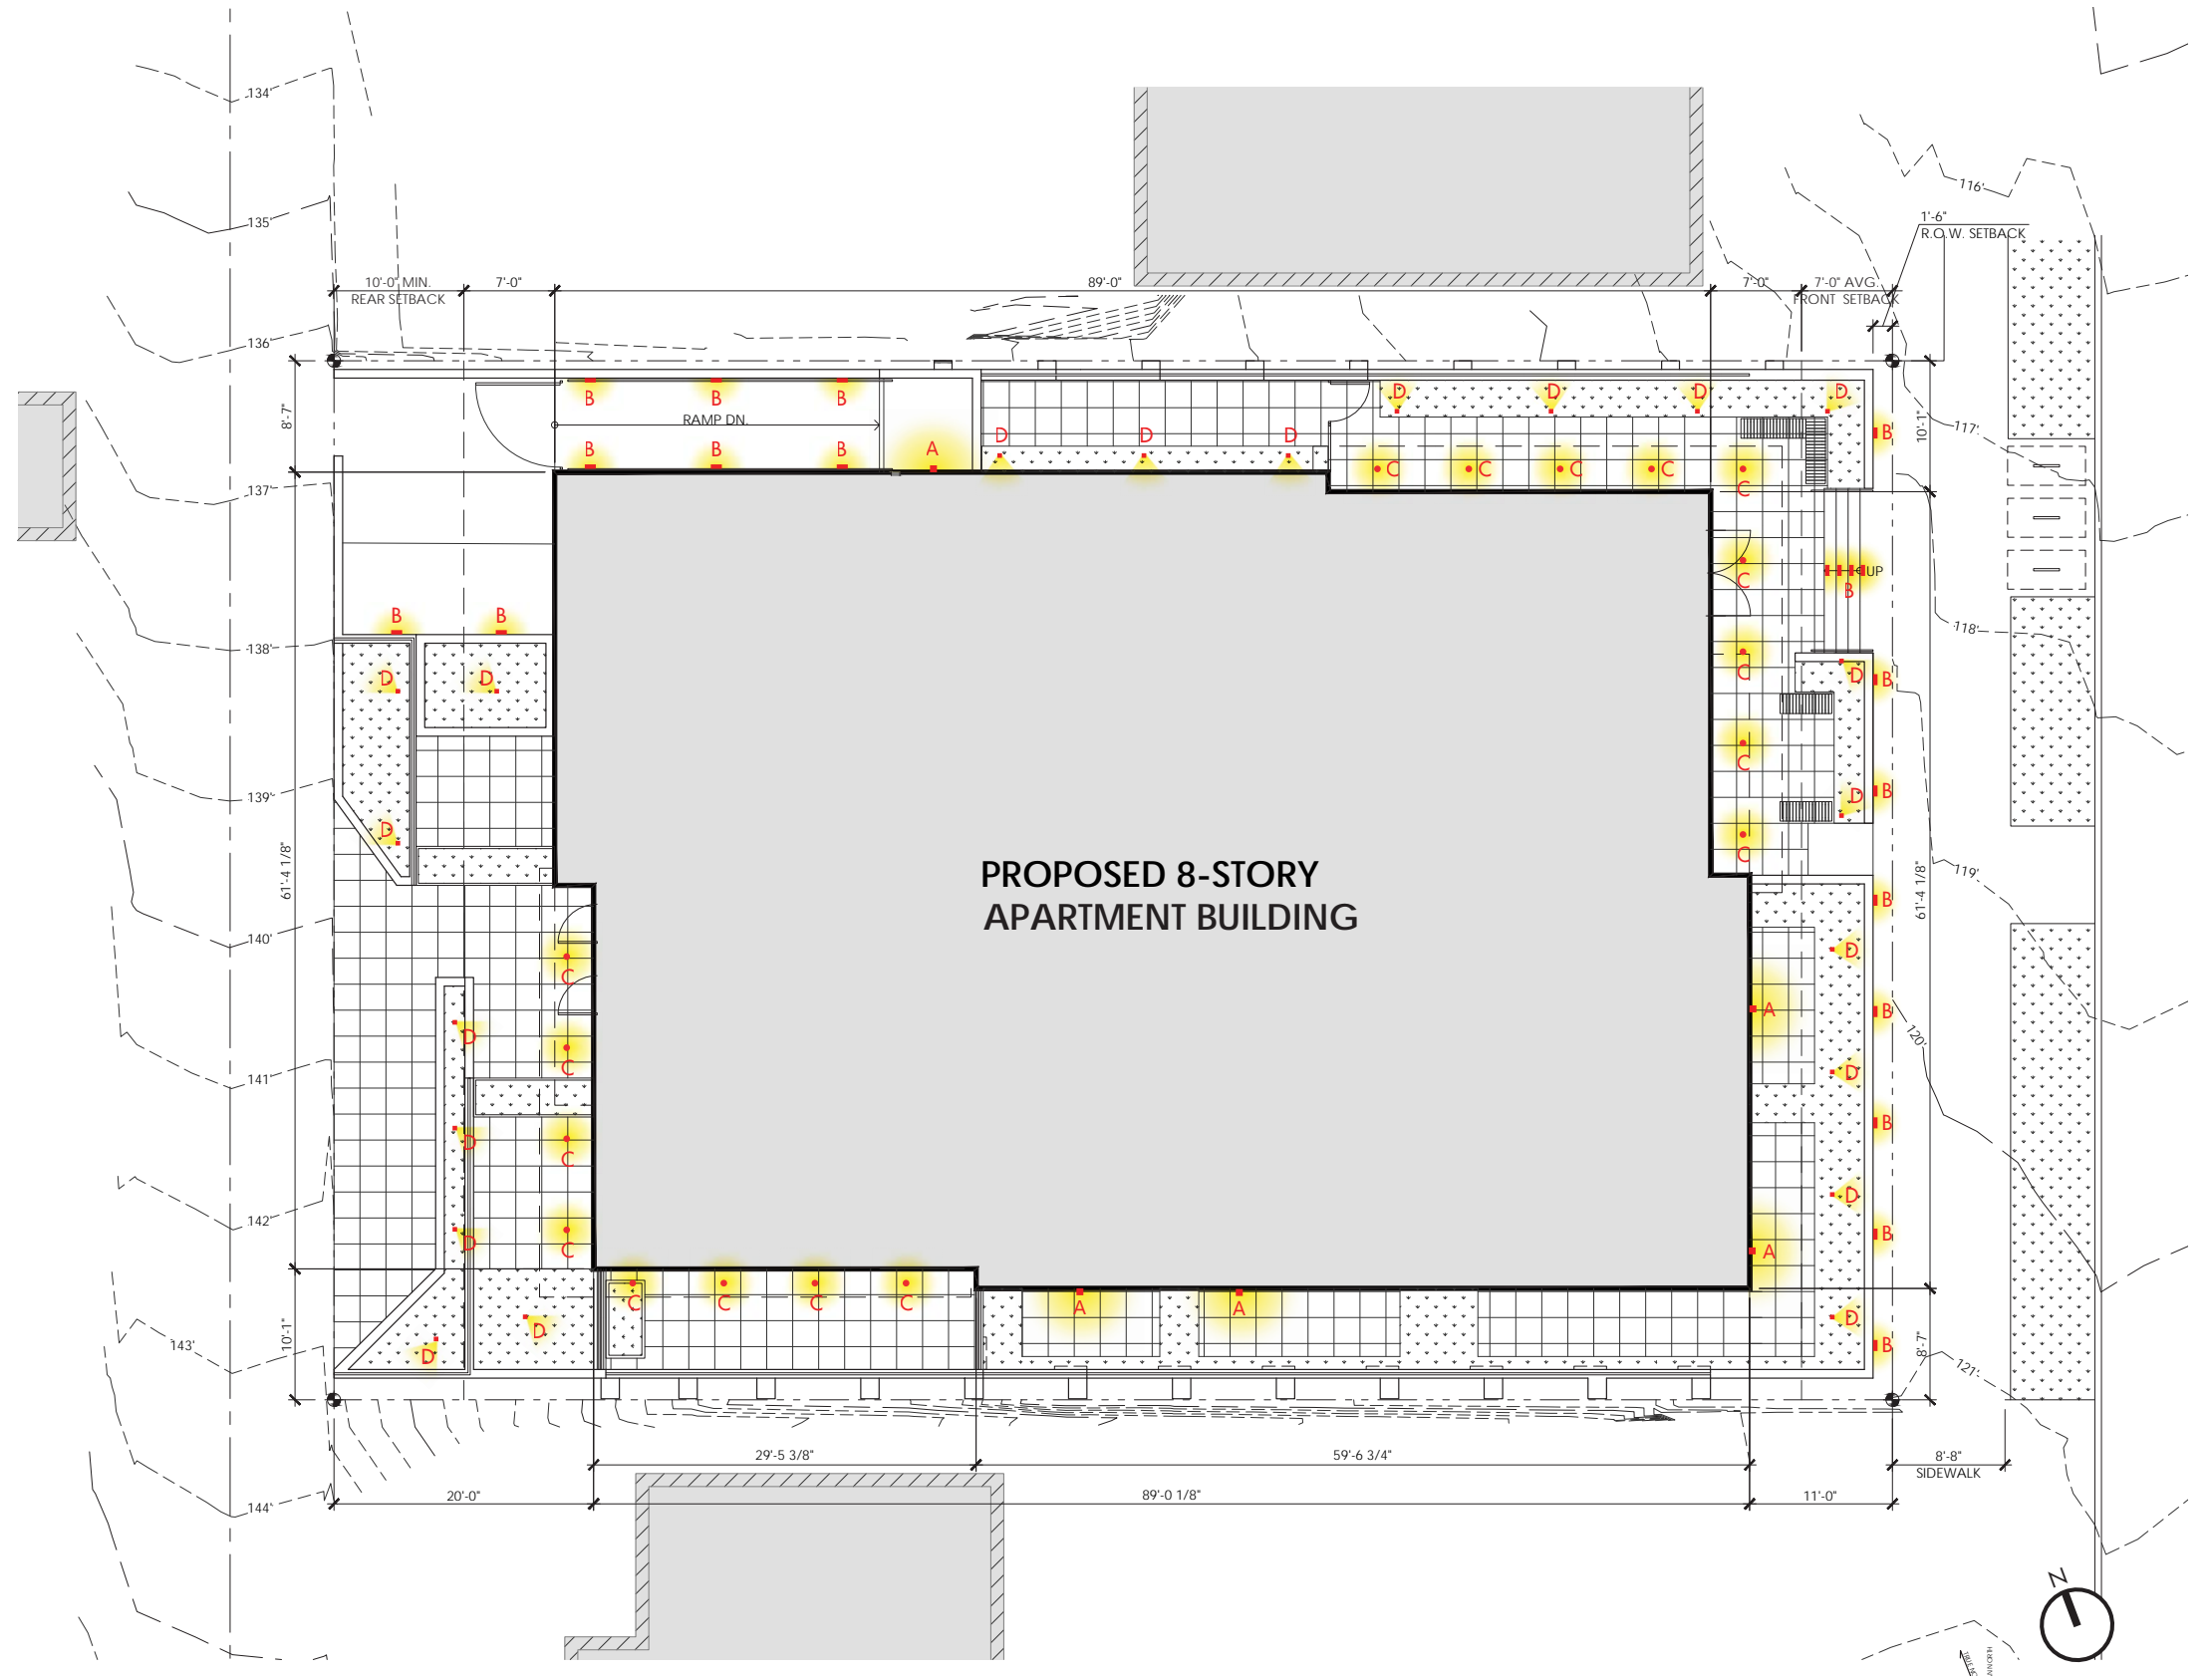 134'
116'
135'
1'-6"
R.O.W. SETBACK
10'-0" MIN.
REAR SETBACK
7'-0"
89'-0"
7'-0"
7'-0" AVG.
FRONT SETBACK
136'
B B B
D D D D
8'-7"
RAMP DN.
10'-1"
117'
B
B B B
A
D D D
C C C C C
137'
C
UP
B
B B
118'
138'
C
D B
D D
C
139'
D B
D
C
61'-4 1/8"
PROPOSED 8-STORY
APARTMENT BUILDING
119'
61'-4 1/8"
B
140'
C
D
A
B
D
120'
C
141'
D
D
B
C
D
142'
D
C
B
A
C C C C
A A
10'-1"
D
D
D
B
8'-7"
143'
121'
29'-5 3/8"
59'-6 3/4"
8'-8"
SIDEWALK
144'
20'-0"
89'-0 1/8"
11'-0"
N